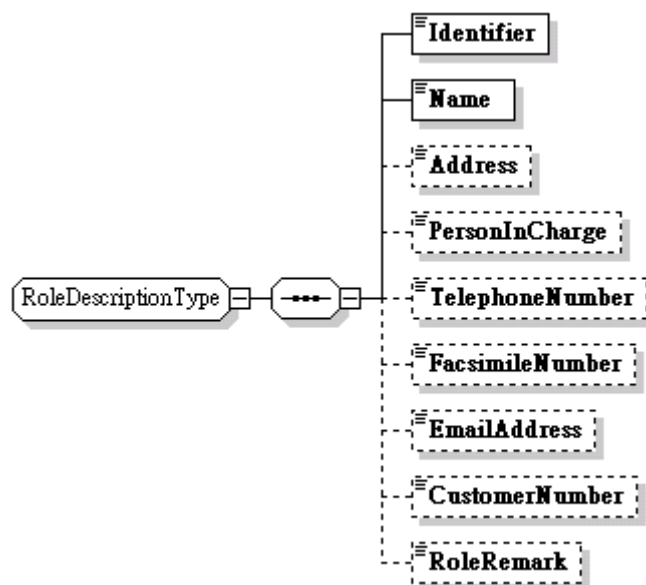 Identifier
Name
Address
PersonInCharge
RoleDescriptionType
TelephoneNumber
FacsimileNumber
EmailAddress
CustomerNumber
RoleRemark